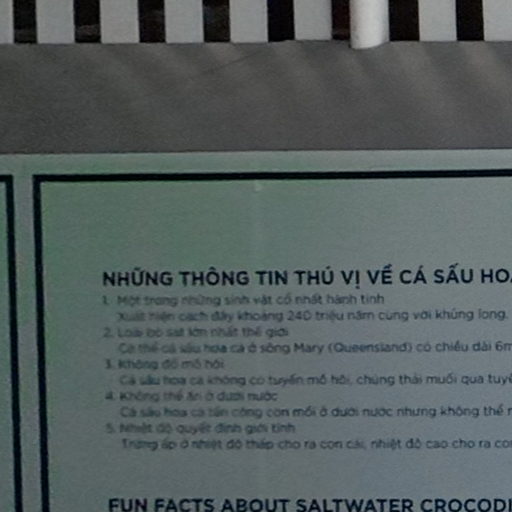 NHỮNG THÔNG TIN THÚ VỊ VỀ CÁ SẤU HOA
1. Một trong những sinh vật cổ nhất hành tinh
Xuất hiện cách đây khoảng 240 triệu năm cùng với khủng long.
2. Loài bò sát lớn nhất thế giới
Cá thể cá sấu hoa cà ở sông Mary (Queensland) có chiều dài 6m
3. Không đổ mồ hôi
Cá sấu hoa cà không có tuyến mồ hôi, chúng thải muối qua tuyế
4. Không thể ăn ở dưới nước
Cá sấu hoa cà tấn công con mồi ở dưới nước nhưng không thể
5. Nhiệt độ quyết định giới tính
Trứng ấp ở nhiệt độ thấp cho ra con cái, nhiệt độ cao cho ra co
FUN FACTS ABOUT SALTWATER CROCODI